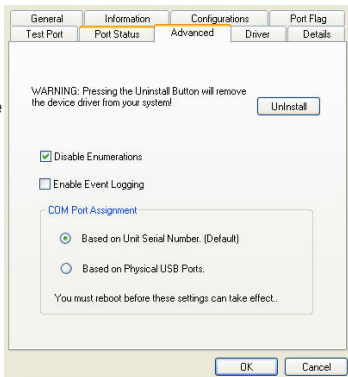 General Information Configurations Port Flag
Test Port Port Status Advanced Driver Details
WARNING: Pressing the Uninstall Button will remove
the device driver from your system!
UnInstall
e
Disable Enumerations
Enable Event Logging
COM Port Assignment
Based on Unit Serial Number. (Default)
Based on Physical USB Ports.
You must reboot before these settings can take effect..
OK Cancel